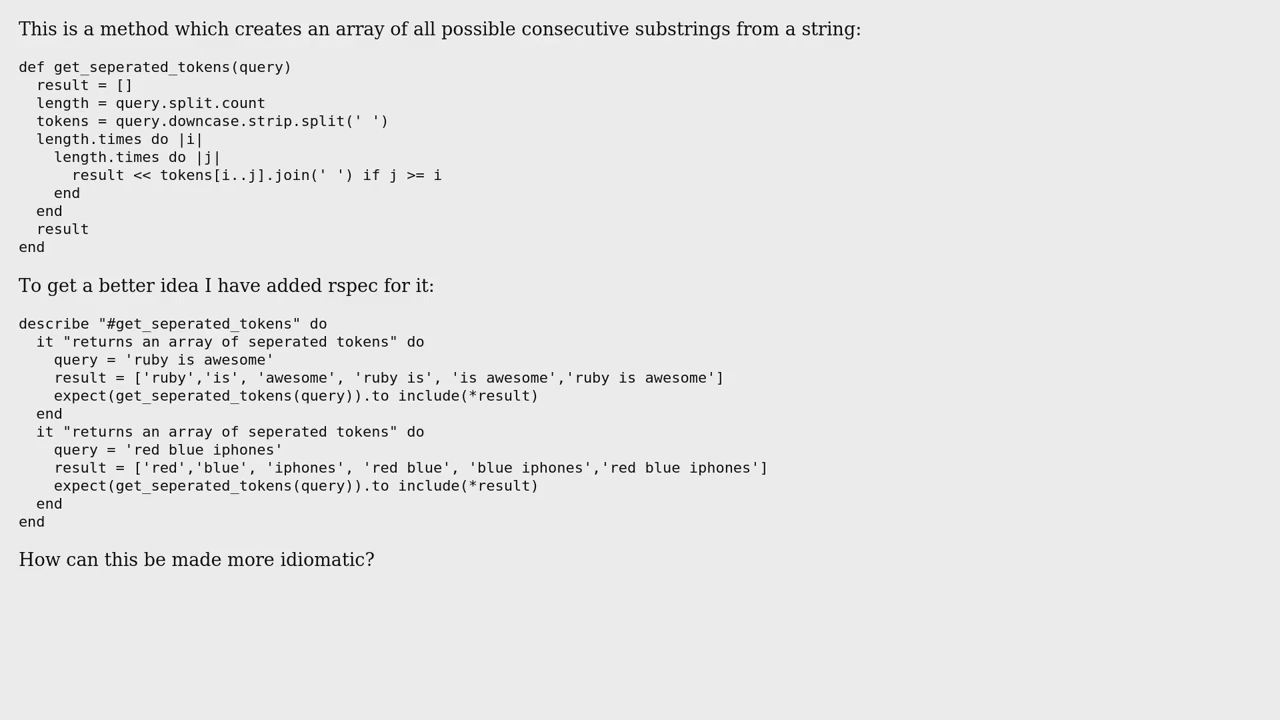 This is a method which creates an array of all possible consecutive substrings from a string:
def get_seperated_tokens(query)
  result = []
  length = query.split.count
  tokens = query.downcase.strip.split(' ')
  length.times do |i|
    length.times do |j|
      result << tokens[i..j].join(' ') if j >= i
    end
  end
  result
end
To get a better idea I have added rspec for it:
describe "#get_seperated_tokens" do
  it "returns an array of seperated tokens" do
    query = 'ruby is awesome'
    result = ['ruby','is', 'awesome', 'ruby is', 'is awesome','ruby is awesome']
    expect(get_seperated_tokens(query)).to include(*result)
  end
  it "returns an array of seperated tokens" do
    query = 'red blue iphones'
    result = ['red','blue', 'iphones', 'red blue', 'blue iphones','red blue iphones']
    expect(get_seperated_tokens(query)).to include(*result)
  end
end
How can this be made more idiomatic?